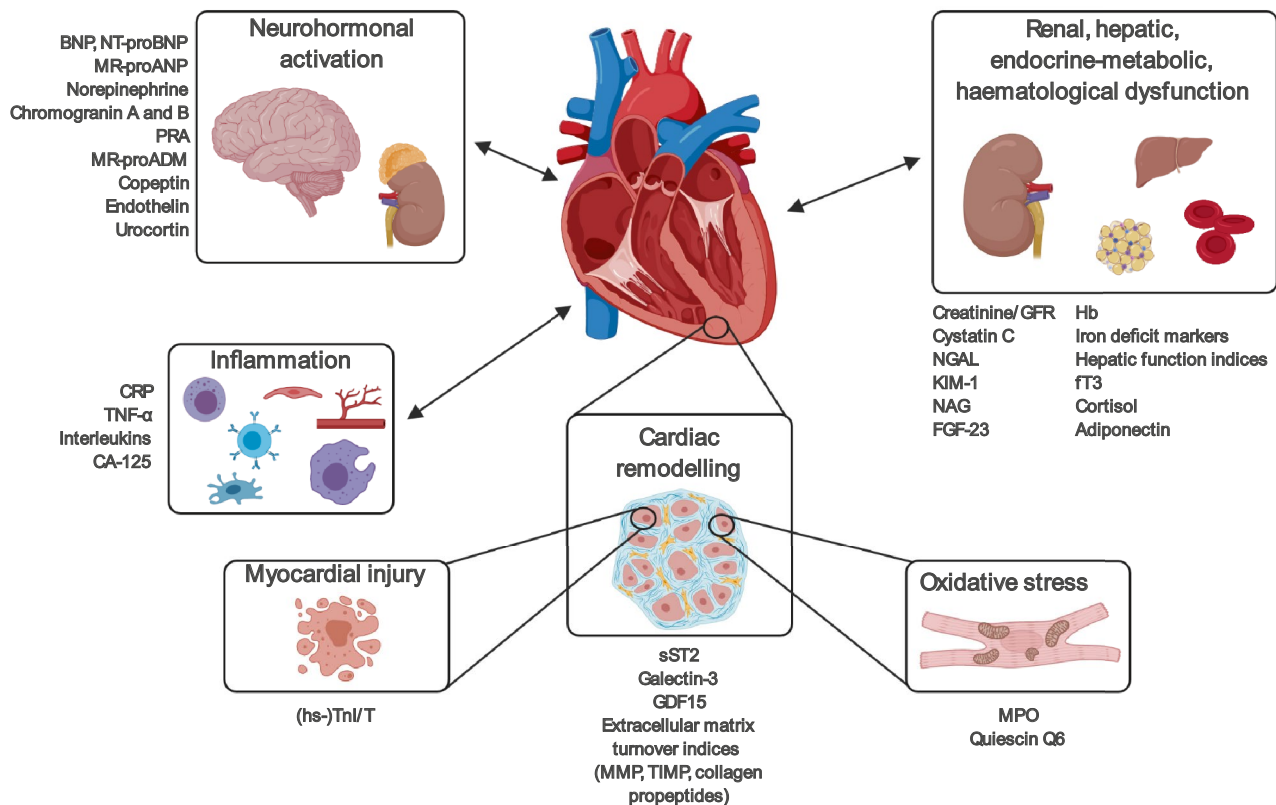 Neurohormonal
activation
BNP, NT-proBNP
MR-proANP
Norepinephrine
Chromogranin A and B
PRA
MR-proADM
Copeptin
Endothelin
Urocortin
Renal, hepatic,
endocrine-metabolic,
haematological dysfunction
Creatinine/ GFR
Cystatin C
NGAL
KIM-1
NAG
FGF-23
Hb
Iron deficit markers
Hepatic function indices
fT3
Cortisol
Adiponectin
Inflammation
CRP
TNF-α
Interleukins
CA-125
Cardiac
remodelling
sST2
Galectin-3
GDF15
Extracellular matrix
turnover indices
(MMP, TIMP, collagen
propeptides)
Myocardial injury
(hs-)TnI/ T
Oxidative stress
MPO
Quiescin Q6